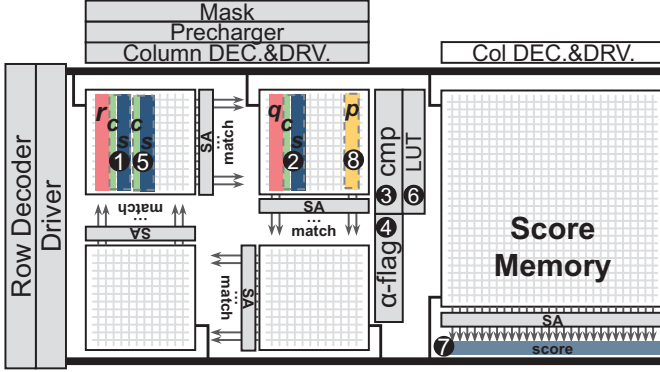 Mask
Precharger
Column DEC.&DRV.
Col DEC.&DRV.
Row Decoder
Driver
r c s c s
1 5
SA
... match
q c s p
2 8
cmp
3
LUT
6
SA
... match
4
α-flag
match ...
SA
match ...
SA
Score
Memory
SA
7 score